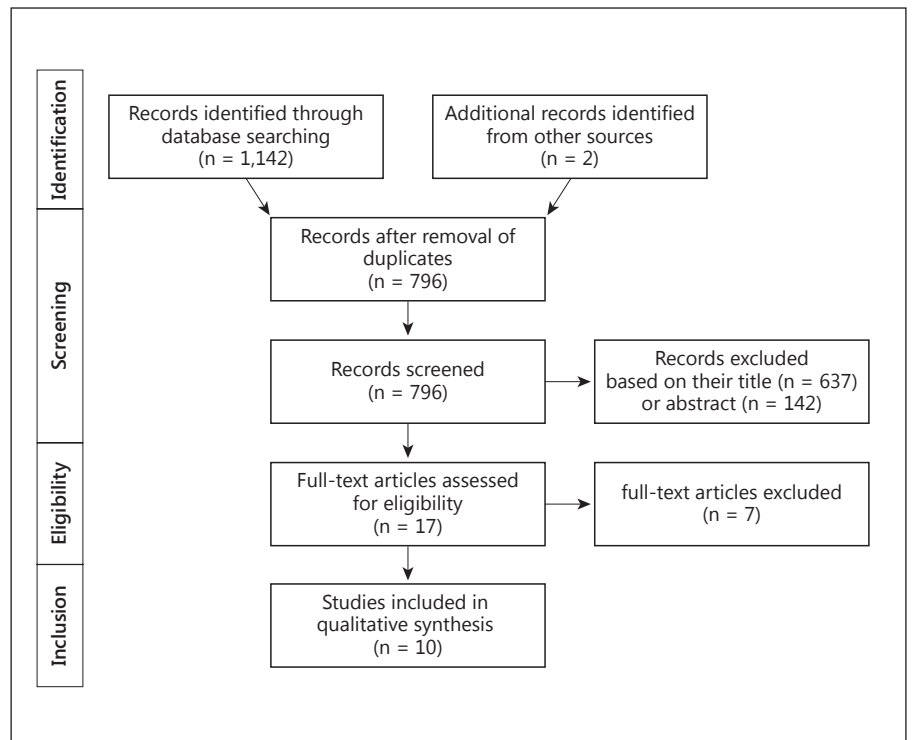 Identification
Records identified through
database searching
(n = 1,142)
Additional records identified
from other sources
(n = 2)
Screening
Records after removal of
duplicates
(n = 796)
Records screened
(n = 796)
Records excluded
based on their title (n = 637)
or abstract (n = 142)
Eligibility
Full-text articles assessed
for eligibility
(n = 17)
full-text articles excluded
(n = 7)
Inclusion
Studies included in
qualitative synthesis
(n = 10)